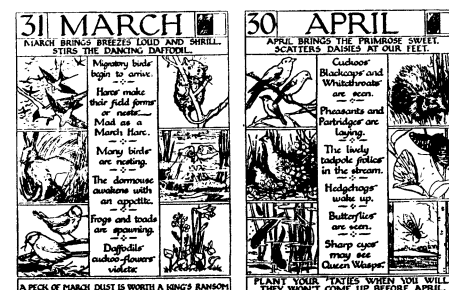 31 MARCH
MARCH BRINGS BREEZES LOUD AND SHRILL,
STIRS THE DANCING DAFFODIL.
Migratory birds
begin to arrive.
Hares make
their field forms
or nests—
Mad as a
March Hare.
Many birds
are nesting.
The dormouse
awakens with
an appetite.
Frogs and toads
are spawning.
Daffodils
cuckoo-flowers
violets.
A PECK OF MARCH DUST IS WORTH A KING'S RANSOM
30 APRIL
APRIL BRINGS THE PRIMROSE SWEET,
SCATTERS DAISIES AT OUR FEET.
Cuckoos
Blackcaps and
Whitethroats
are seen.
Pheasants and
Partridges are
laying.
The lively
tadpole frolics
in the stream.
Hedgehogs
wake up.
Butterflies
are seen.
Sharp eyes
may see
Queen Wasps.
PLANT YOUR 'TATIES WHEN YOU WILL
THEY WON'T COME UP BEFORE APRIL.